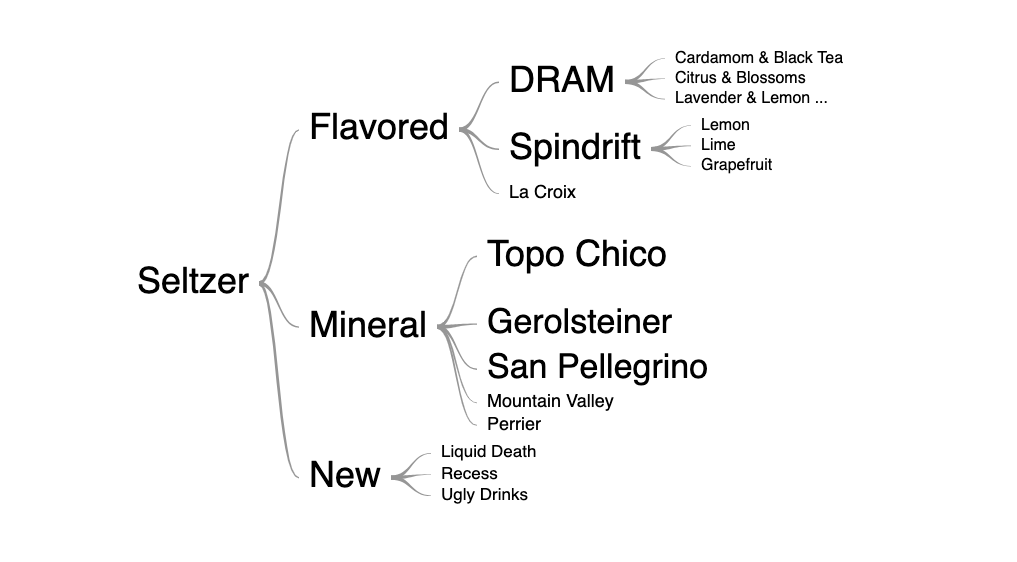 Seltzer
Flavored
DRAM
Cardamom & Black Tea
Citrus & Blossoms
Lavender & Lemon ...
Spindrift
Lemon
Lime
Grapefruit
La Croix
Mineral
Topo Chico
Gerolsteiner
San Pellegrino
Mountain Valley
Perrier
New
Liquid Death
Recess
Ugly Drinks